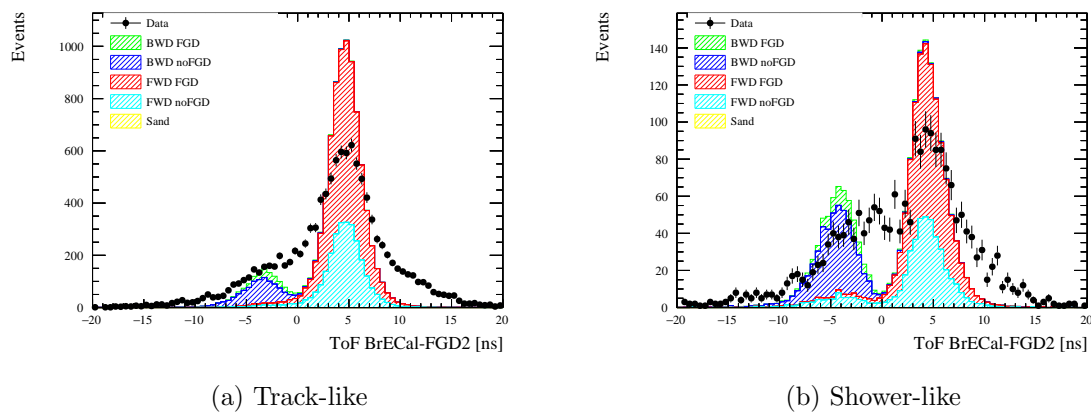 Events
1000
800
600
400
200
0
Data
BWD FGD
BWD noFGD
FWD FGD
FWD noFGD
Sand
−20 −15 −10 −5 0 5 10 15 20
ToF BrECal-FGD2 [ns]
(a) Track-like
Events
140
120
100
80
60
40
20
0
Data
BWD FGD
BWD noFGD
FWD FGD
FWD noFGD
Sand
−20 −15 −10 −5 0 5 10 15 20
ToF BrECal-FGD2 [ns]
(b) Shower-like